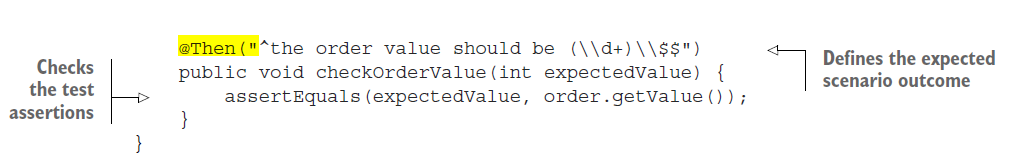 @Then("^the order value should be (\\d+)\\$$")
public void checkOrderValue(int expectedValue) {
assertEquals(expectedValue, order.getValue());
}
}
Checks
the test
assertions
Defines the expected
scenario outcome